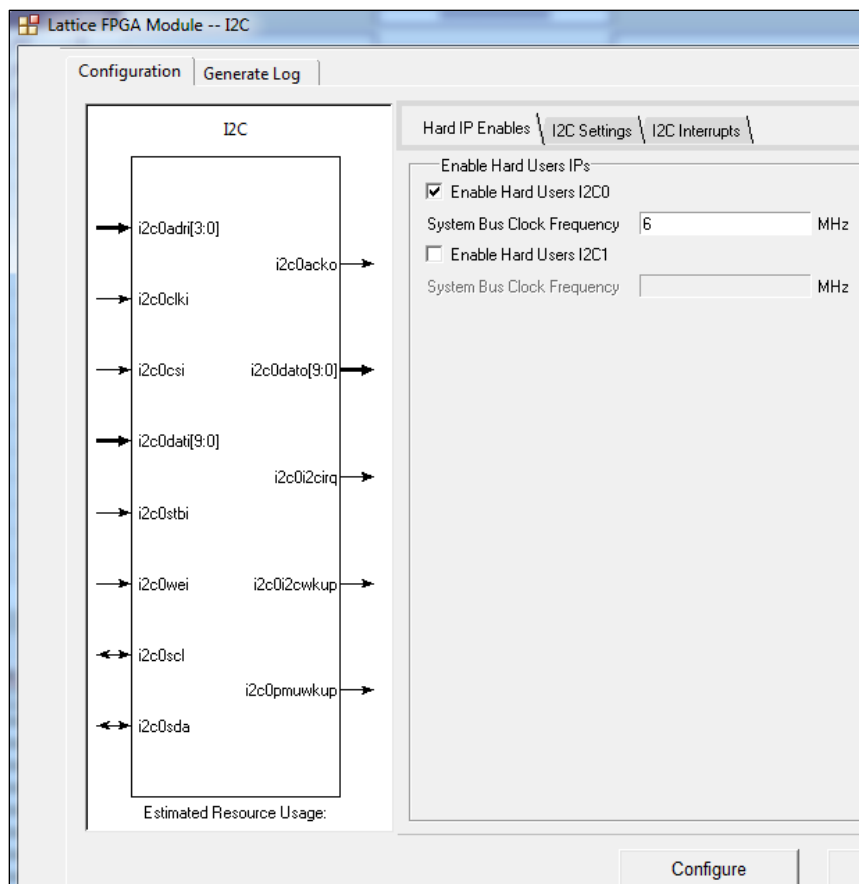 Lattice FPGA Module -- I2C
Configuration
Generate Log
I2C
i2c0adri[3:0]
i2c0acko
i2c0clki
i2c0csi
i2c0dato[9:0]
i2c0dati[9:0]
i2c0i2cirq
i2c0stbi
i2c0wei
i2c0i2cwkup
i2c0scl
i2c0pmuwkup
i2c0sda
Estimated Resource Usage:
Hard IP Enables
I2C Settings
I2C Interrupts
Enable Hard Users IPs
Enable Hard Users I2C0
System Bus Clock Frequency 6 MHz
Enable Hard Users I2C1
System Bus Clock Frequency MHz
Configure